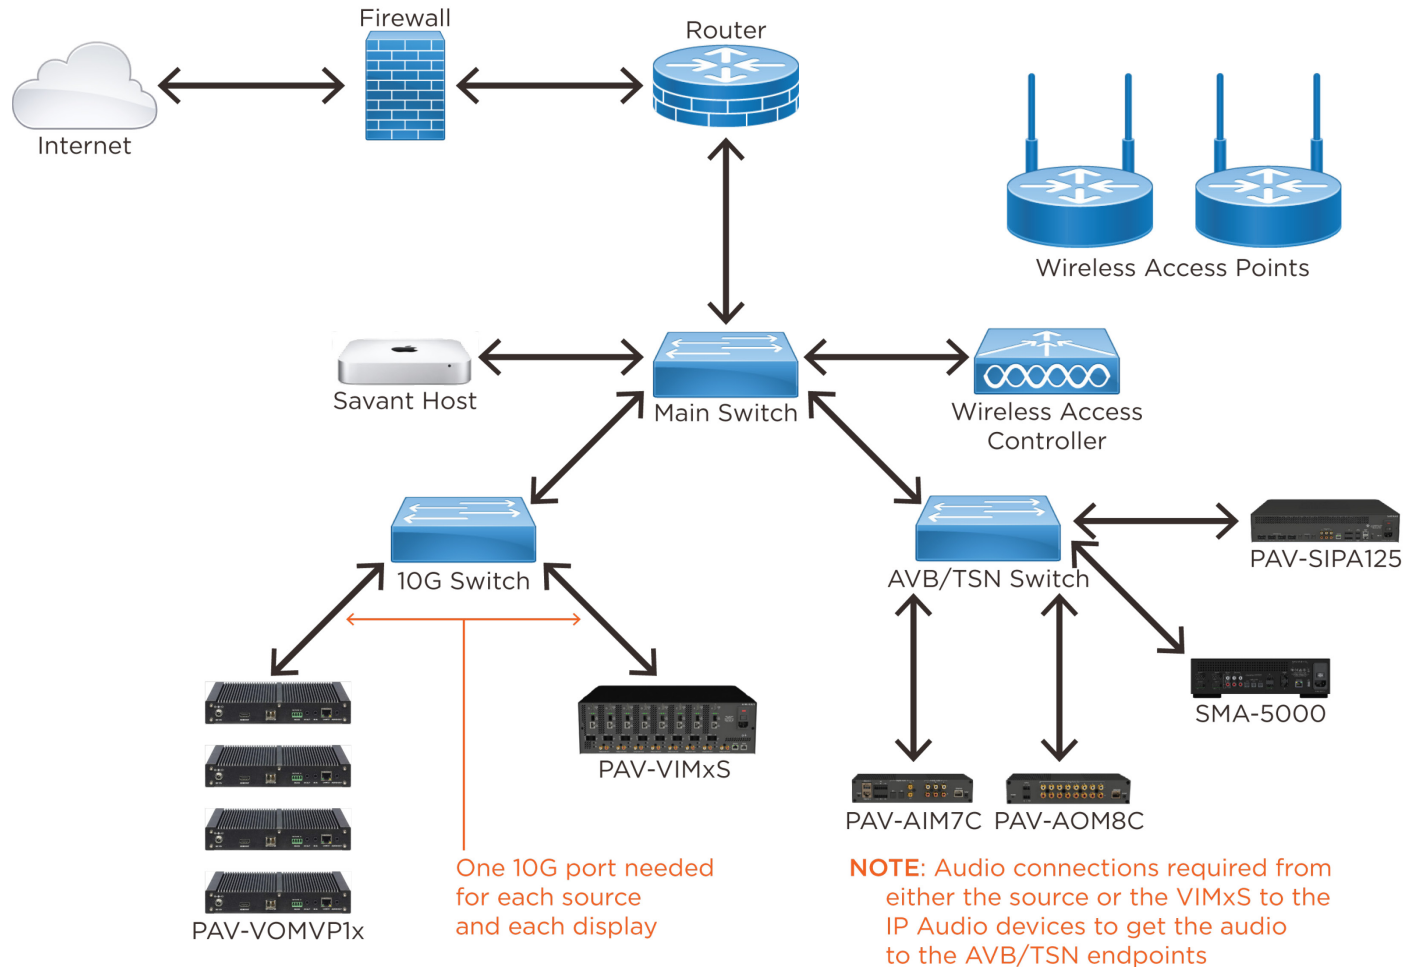 Firewall
Router
Internet
Wireless Access Points
Savant Host
Main Switch
Wireless Access
Controller
10G Switch
AVB/TSN Switch
PAV-SIPA125
SMA-5000
PAV-VIMxS
PAV-AIM7C
PAV-AOM8C
PAV-VOMVP1x
One 10G port needed
for each source
and each display
NOTE: Audio connections required from
either the source or the VIMxS to the
IP Audio devices to get the audio
to the AVB/TSN endpoints